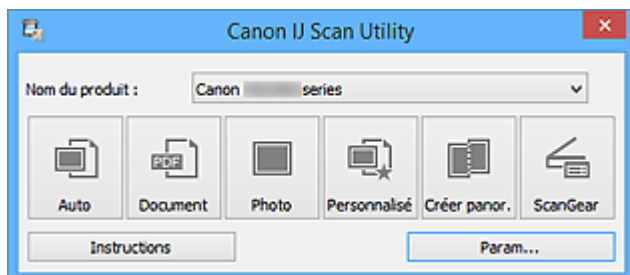 Canon IJ Scan Utility
Nom du produit : Canon series
PDF
Auto Document Photo Personnalisé Créer panor. ScanGear
Instructions Param...